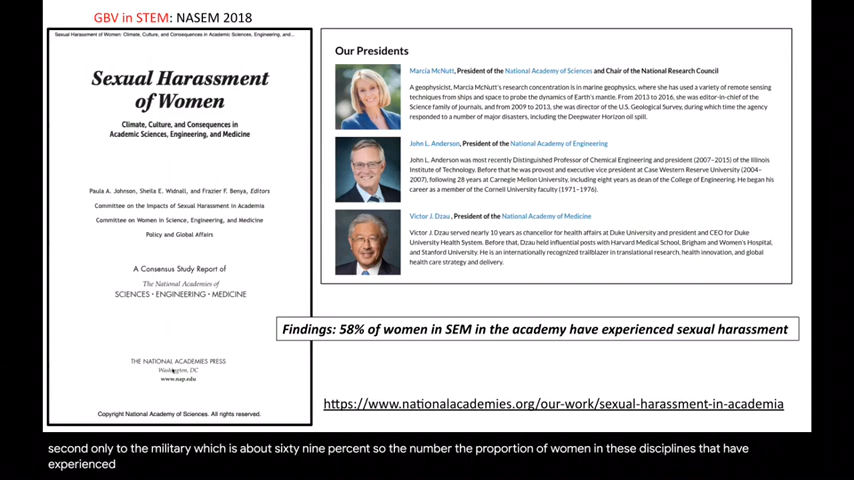 GBV in STEM: NASEM 2018
Sexual Harassment of Women: Climate, Culture, and Consequences in Academic Sciences, Engineering, and...
Sexual Harassment
of Women
Climate, Culture, and Consequences in
Academic Sciences, Engineering, and Medicine
Paula A. Johnson, Sheila E. Widnall, and Frazier F. Benya, Editors
Committee on the Impacts of Sexual Harassment in Academia
Committee on Women in Science, Engineering, and Medicine
Policy and Global Affairs
A Consensus Study Report of
The National Academies of
SCIENCES • ENGINEERING • MEDICINE
THE NATIONAL ACADEMIES PRESS
Washington, DC
www.nap.edu
Copyright National Academy of Sciences. All rights reserved.
Our Presidents
Marcia McNutt, President of the National Academy of Sciences and Chair of the National Research Council
A geophysicist, Marcia McNutt's research concentration is in marine geophysics, where she has used a variety of remote sensing
techniques from ships and space to probe the dynamics of Earth's mantle. From 2013 to 2016, she was editor-in-chief of the
Science family of journals, and from 2009 to 2013, she was director of the U.S. Geological Survey, during which time the agency
responded to a number of major disasters, including the Deepwater Horizon oil spill.
John L. Anderson, President of the National Academy of Engineering
John L. Anderson was most recently Distinguished Professor of Chemical Engineering and president (2007–2015) of the Illinois
Institute of Technology. Before that he was provost and executive vice president at Case Western Reserve University (2004–
2007), following 28 years at Carnegie Mellon University, including eight years as dean of the College of Engineering. He began his
career as a member of the Cornell University faculty (1971–1976).
Victor J. Dzau , President of the National Academy of Medicine
Victor J. Dzau served nearly 10 years as chancellor for health affairs at Duke University and president and CEO for Duke
University Health System. Before that, Dzau held influential posts with Harvard Medical School, Brigham and Women's Hospital,
and Stanford University. He is an internationally recognized trailblazer in translational research, health innovation, and global
health care strategy and delivery.
Findings: 58% of women in SEM in the academy have experienced sexual harassment
https://www.nationalacademies.org/our-work/sexual-harassment-in-academia
second only to the military which is about sixty nine percent so the number the proportion of women in these disciplines that have
experienced